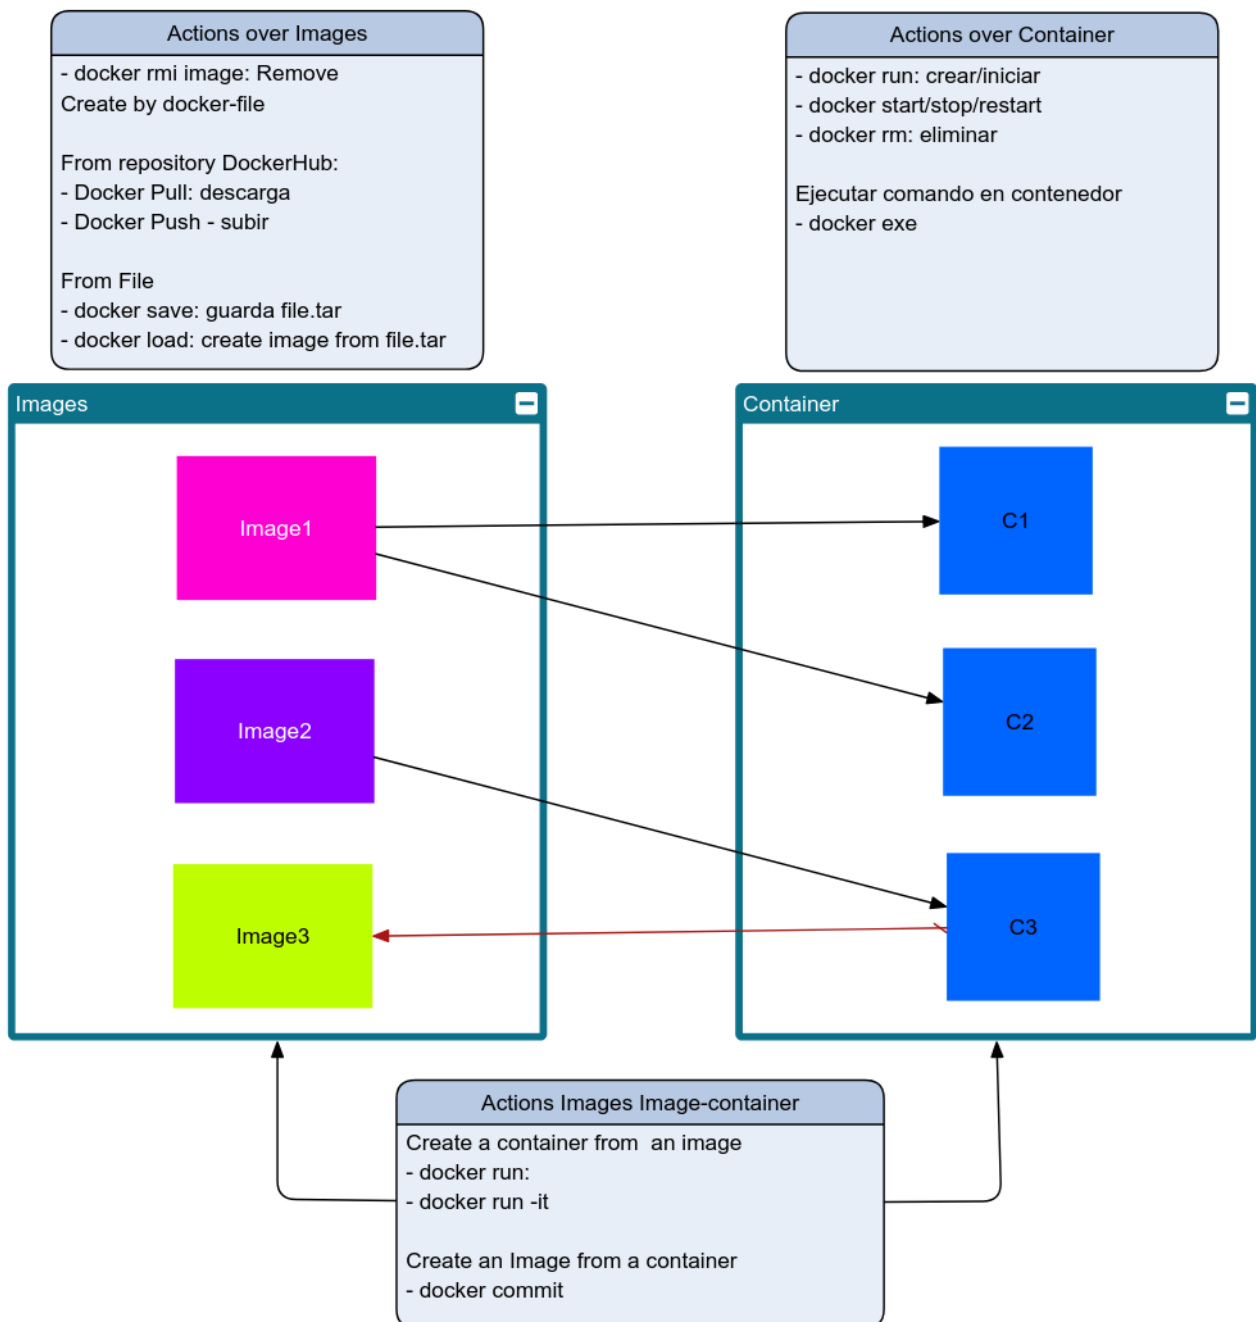 Actions over Images
- docker rmi image: Remove
Create by docker-file
From repository DockerHub:
- Docker Pull: descarga
- Docker Push - subir
From File
- docker save: guarda file.tar
- docker load: create image from file.tar
Actions over Container
- docker run: crear/iniciar
- docker start/stop/restart
- docker rm: eliminar
Ejecutar comando en contenedor
- docker exe
Images
Image1
Image2
Image3
Container
C1
C2
C3
Actions Images Image-container
Create a container from  an image
- docker run:
- docker run -it
Create an Image from a container
- docker commit